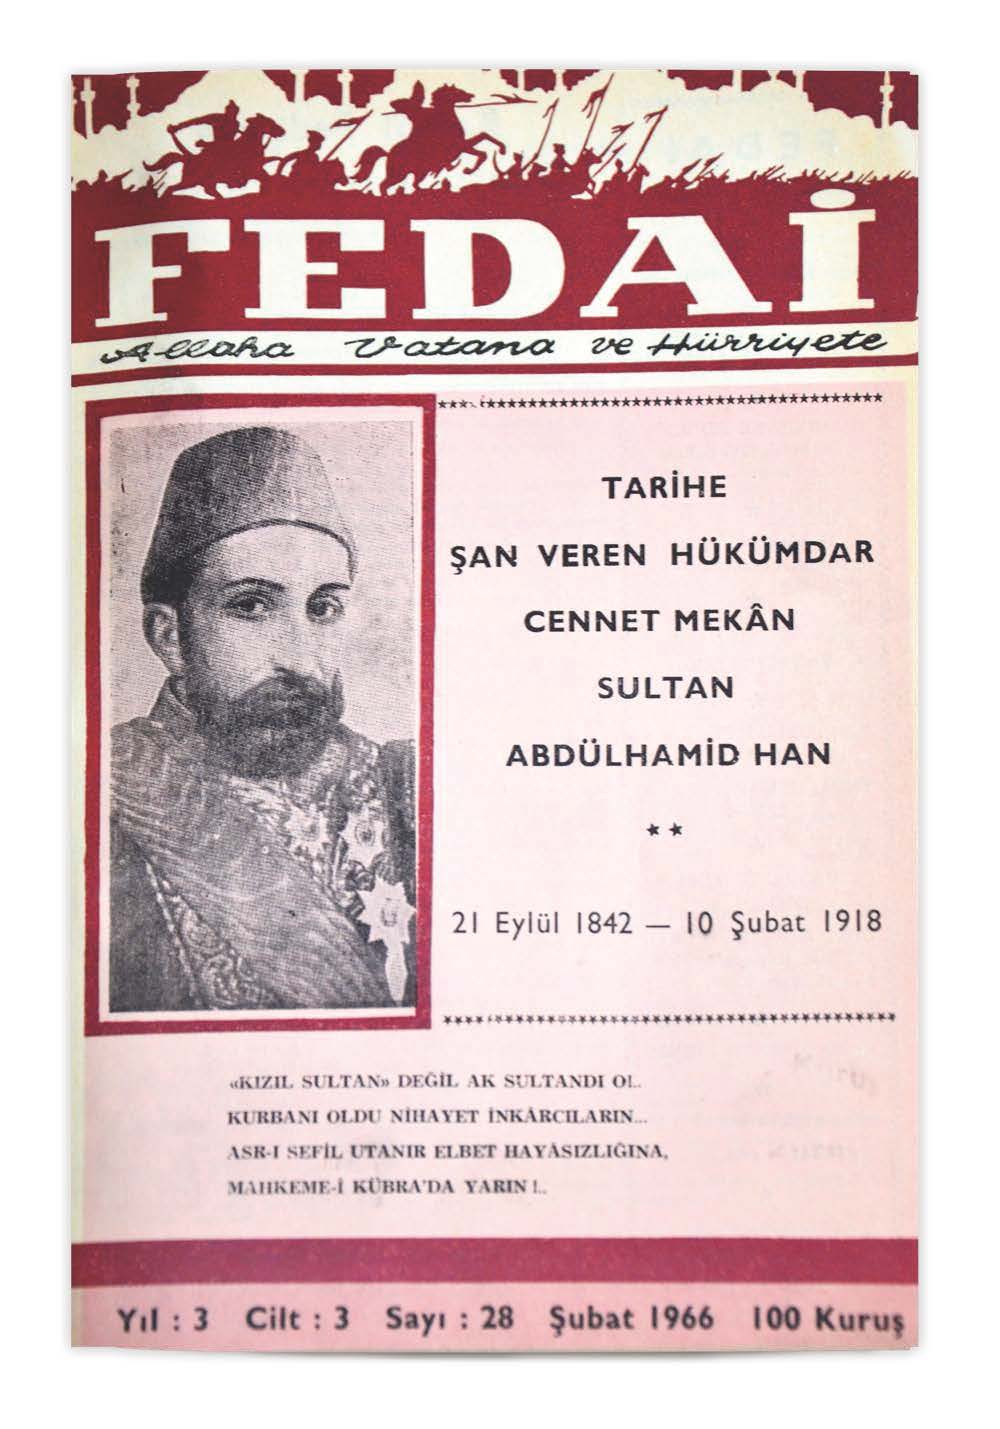 FEDAİ
Allaha Vatana ve Hürriyete
TARİHE
ŞAN VEREN HÜKÜMDAR
CENNET MEKÂN
SULTAN
ABDÜLHAMİD HAN
★ ★
21 Eylül 1842 — 10 Şubat 1918
«KIZIL SULTAN» DEĞİL AK SULTANDI O!..
KURBANI OLDU NİHAYET İNKÂRCILARIN...
ASR-I SEFİL UTANIR ELBET HAYÂSIZLIĞINA,
MAHKEME-İ KÜBRA'DA YARIN !..
Yıl : 3 Cilt : 3 Sayı : 28 Şubat 1966 100 Kuruş